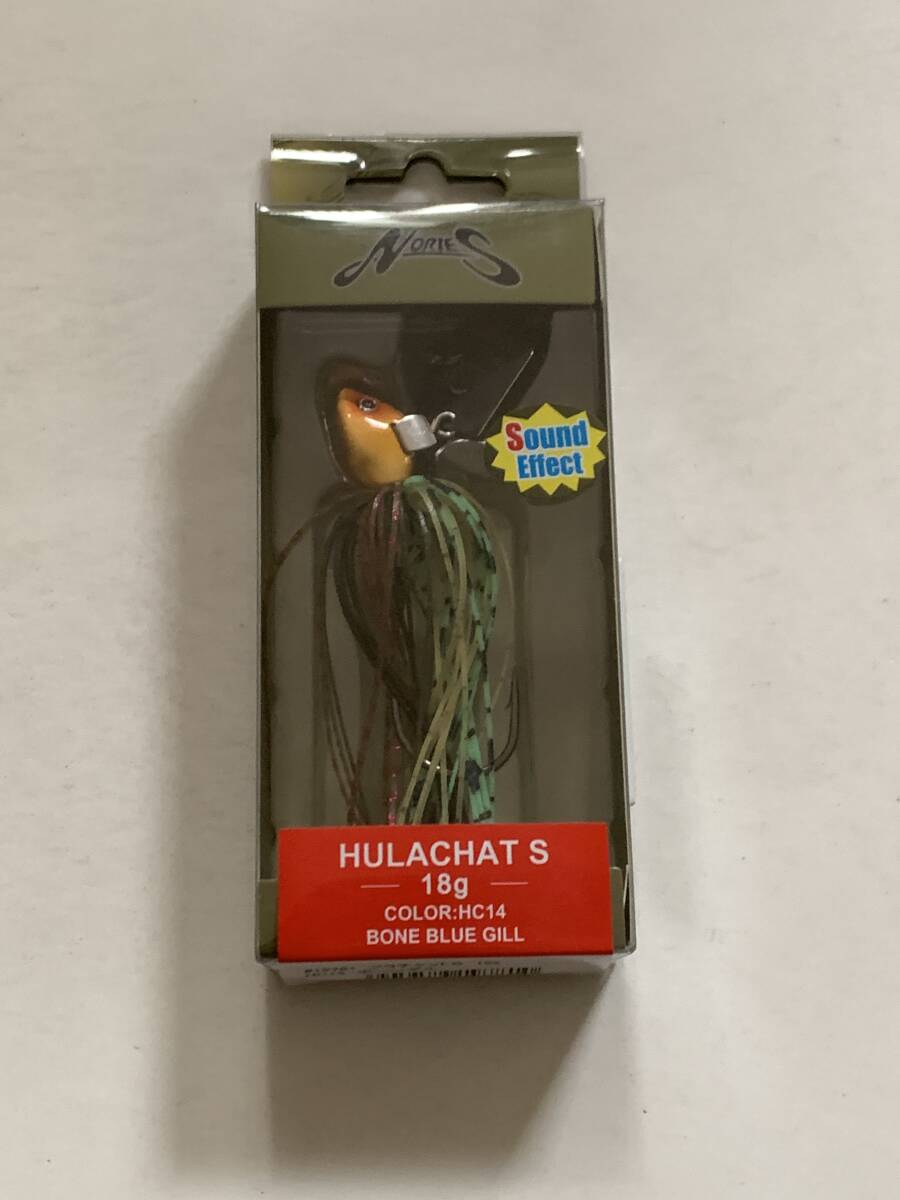 NORIES
Sound
Effect
HULACHAT S
18g
COLOR:HC14
BONE BLUE GILL